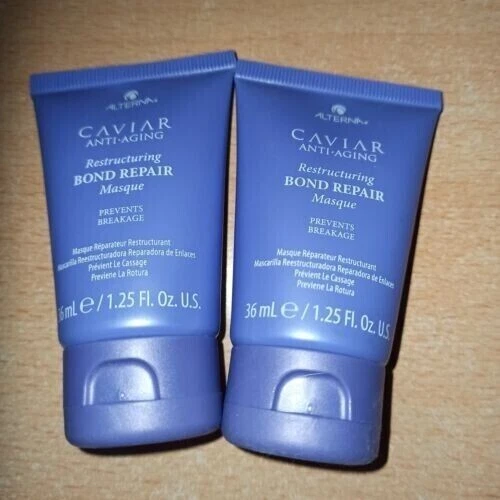 ALTERNA
CAVIAR
ANTI·AGING
Restructuring
BOND REPAIR
Masque
PREVENTS
BREAKAGE
Masque Réparateur Restructurant
Mascarilla Reestructuradora Reparadora de Enlaces
Prévient Le Cassage
Previene La Rotura
6 mL e / 1.25 Fl. Oz. U.S.
ALTERNA
CAVIAR
ANTI·AGING
Restructuring
BOND REPAIR
Masque
PREVENTS
BREAKAGE
Masque Réparateur Restructurant
Mascarilla Reestructuradora Reparadora de Enlaces
Prévient Le Cassage
Previene La Rotura
36 mL e / 1.25 Fl. Oz. U.S.